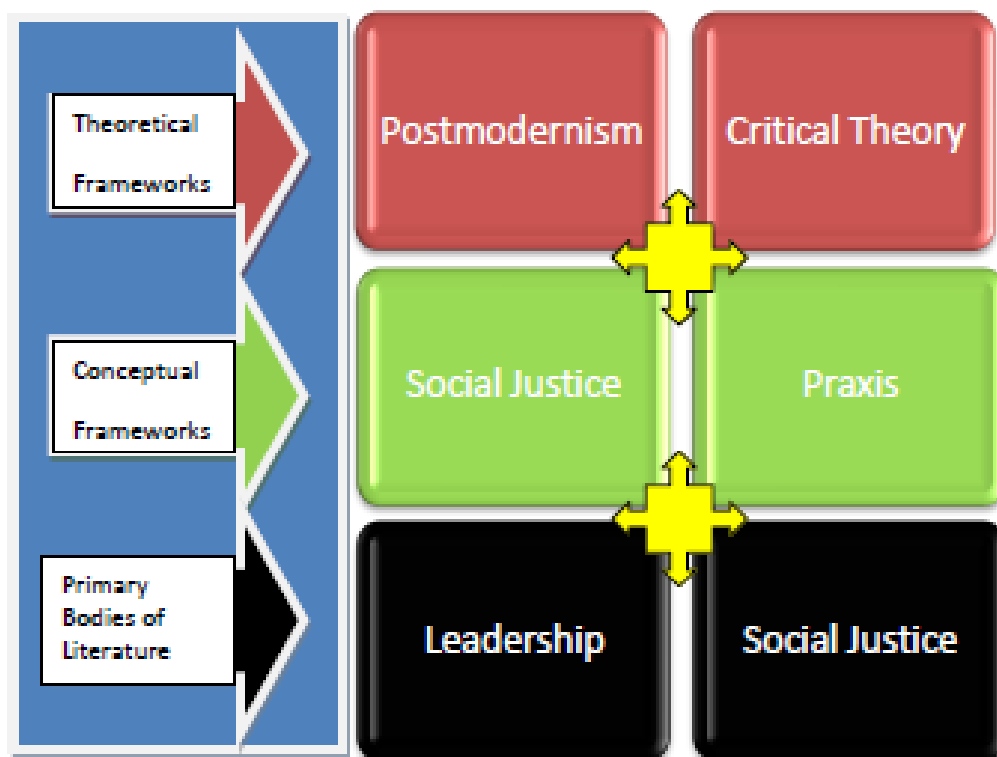 Theoretical
Frameworks
Postmodernism
Critical Theory
Conceptual
Frameworks
Social Justice
Praxis
Primary
Bodies of
Literature
Leadership
Social Justice